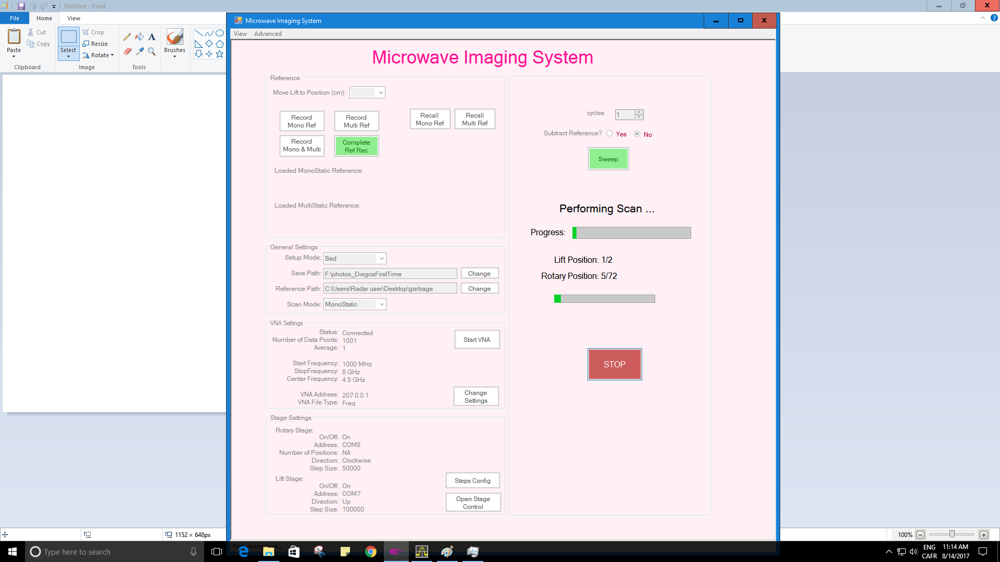 Untitled - Paint
File Home View
Paste
Cut
Copy
Clipboard
Select
Crop
Resize
Rotate
Image
Tools
Brushes
Microwave Imaging System
View Advanced
Microwave Imaging System
Reference
Move Lift to Position (cm):
Record Mono Ref
Record Multi Ref
Recall Mono Ref
Recall Multi Ref
Record Mono & Multi
Complete Ref Rec
Loaded MonoStatic Reference:
Loaded MultiStatic Reference:
General Settings
Setup Mode: Bed
Save Path: F:\photos_DiegosFirstTime Change
Reference Path: C:\Users\Radar user\Desktop\garbage Change
Scan Mode: MonoStatic
VNA Settings
Status: Connected
Number of Data Points: 1001
Average: 1
Start VNA
Start Frequency: 1000 MHz
StopFrequency: 8 GHz
Center Frequency: 4.5 GHz
VNA Address: 207.0.0.1
VNA File Type: Freq
Change Settings
Stage Settings
Rotary Stage:
On/Off: On
Address: COM8
Number of Positions: NA
Direction: Clockwise
Step Size: 50000
Lift Stage:
On/Off: On
Address: COM7
Direction: Up
Step Size: 100000
Steps Config
Open Stage Control
cycles 1
Subtract Reference? Yes No
Sweep
Performing Scan ...
Progress:
Lift Position: 1/2
Rotary Position: 5/72
STOP
Performing Scan...
1152 × 648px
100%
Type here to search
ENG
CAFR
11:14 AM
8/14/2017